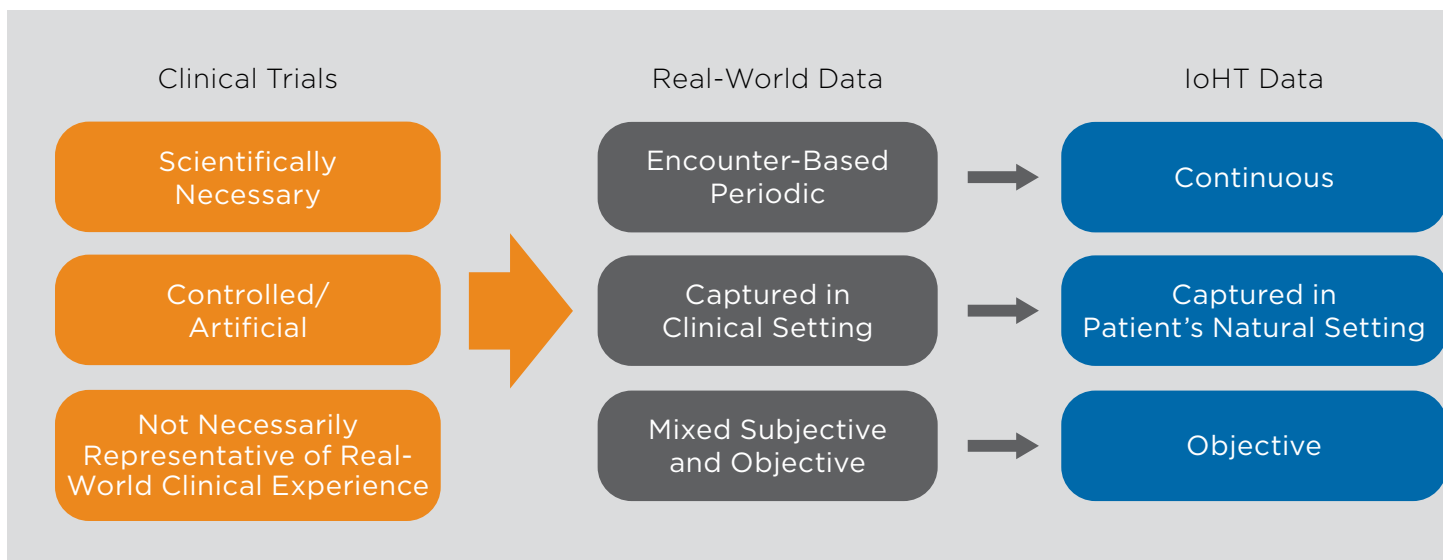 Clinical Trials
Scientifically
Necessary
Controlled/
Artificial
Not Necessarily
Representative of Real-
World Clinical Experience
Real-World Data
Encounter-Based
Periodic
Captured in
Clinical Setting
Mixed Subjective
and Objective
IoHT Data
Continuous
Captured in
Patient’s Natural Setting
Objective